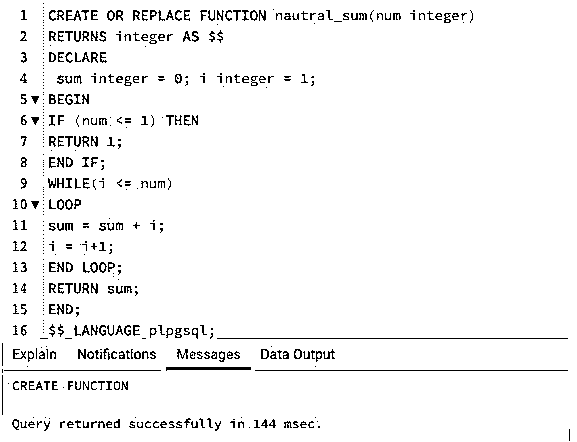 1 CREATE OR REPLACE FUNCTION nautral_sum(num integer)
2 RETURNS integer AS $$
3 DECLARE
4 sum integer = 0; i integer = 1;
5 BEGIN
6 IF (num <= 1) THEN
7 RETURN 1;
8 END IF;
9 WHILE(i <= num)
10 LOOP
11 sum = sum + i;
12 i = i+1;
13 END LOOP;
14 RETURN sum;
15 END;
16 $$ LANGUAGE plpgsql;
Explain Notifications Messages Data Output
CREATE FUNCTION
Query returned successfully in 144 msec.